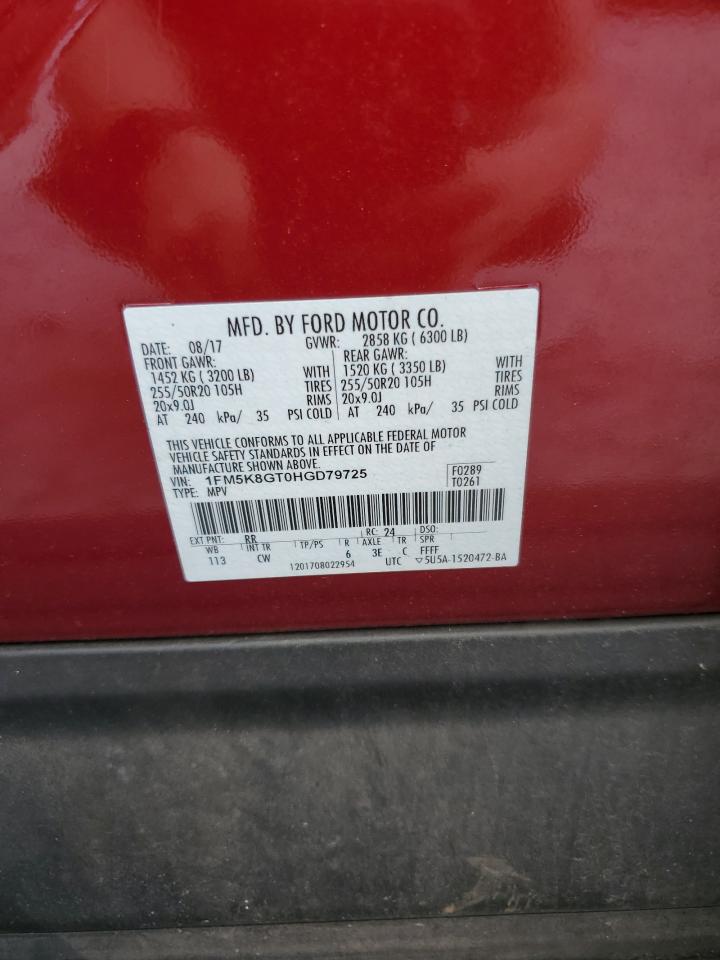 MFD. BY FORD MOTOR CO.
DATE: 08/17 GVWR: 2858 KG ( 6300 LB)
FRONT GAWR: REAR GAWR:
1452 KG ( 3200 LB) WITH 1520 KG ( 3350 LB) WITH
255/50R20 105H TIRES 255/50R20 105H TIRES
20x9.0J RIMS 20x9.0J RIMS
AT 240 kPa/ 35 PSI COLD AT 240 kPa/ 35 PSI COLD
THIS VEHICLE CONFORMS TO ALL APPLICABLE FEDERAL MOTOR
VEHICLE SAFETY STANDARDS IN EFFECT ON THE DATE OF
MANUFACTURE SHOWN ABOVE.
VIN: 1FM5K8GT0HGD79725 F0289
TYPE: MPV T0261
EXT PNT: RR RC: 24 DSO:
WB INT TR TP/PS R AXLE TR SPR
113 CW 6 3E C FFFF
1201708022954 UTC ▽5U5A-1520472-BA